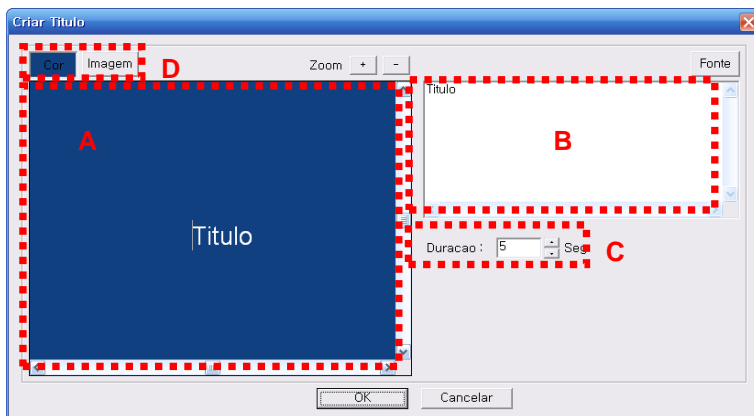 Criar Titulo
Cor Imagem D Zoom + - Fonte
Titulo
A B
Titulo
Duracao : 5 Seg C
OK Cancelar